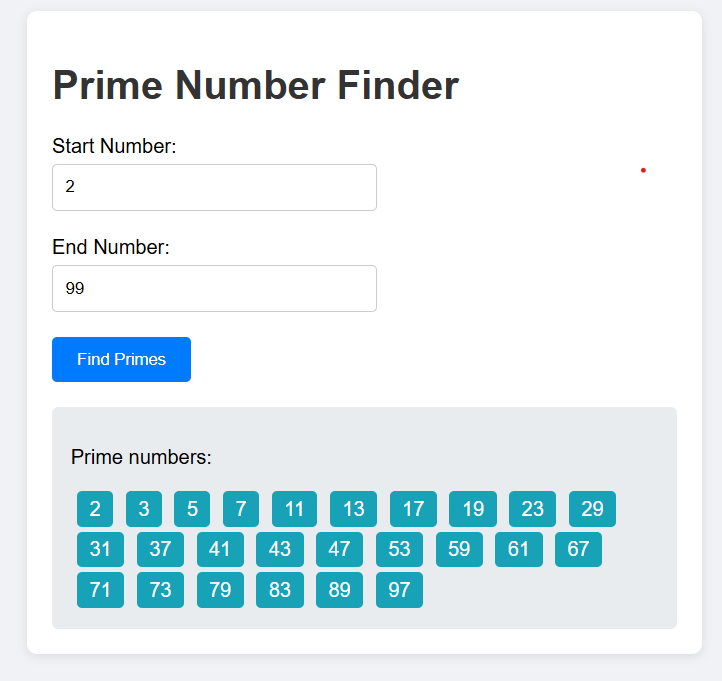 Prime Number Finder
Start Number:
2
End Number:
99
Find Primes
Prime numbers:
2 3 5 7 11 13 17 19 23 29
31 37 41 43 47 53 59 61 67
71 73 79 83 89 97